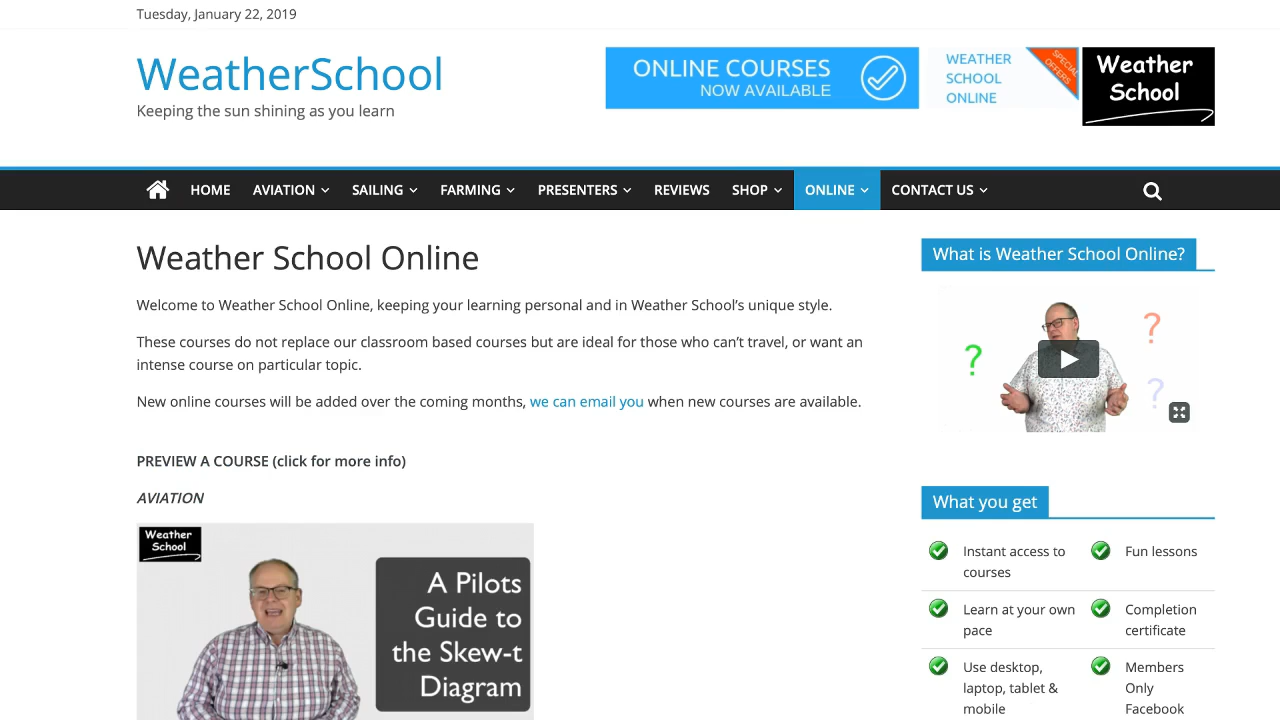 Tuesday, January 22, 2019
WeatherSchool
Keeping the sun shining as you learn
ONLINE COURSES
NOW AVAILABLE
WEATHER
SCHOOL
ONLINE
SPECIAL
OFFERS
Weather
School
HOME AVIATION SAILING FARMING PRESENTERS REVIEWS SHOP ONLINE CONTACT US
Weather School Online
Welcome to Weather School Online, keeping your learning personal and in Weather School’s unique style.
These courses do not replace our classroom based courses but are ideal for those who can’t travel, or want an
intense course on particular topic.
New online courses will be added over the coming months, we can email you when new courses are available.
PREVIEW A COURSE (click for more info)
AVIATION
Weather
School
A Pilots
Guide to
the Skew-t
Diagram
What is Weather School Online?
? ? ?
What you get
Instant access to
courses
Fun lessons
Learn at your own
pace
Completion
certificate
Use desktop,
laptop, tablet &
mobile
Members
Only
Facebook